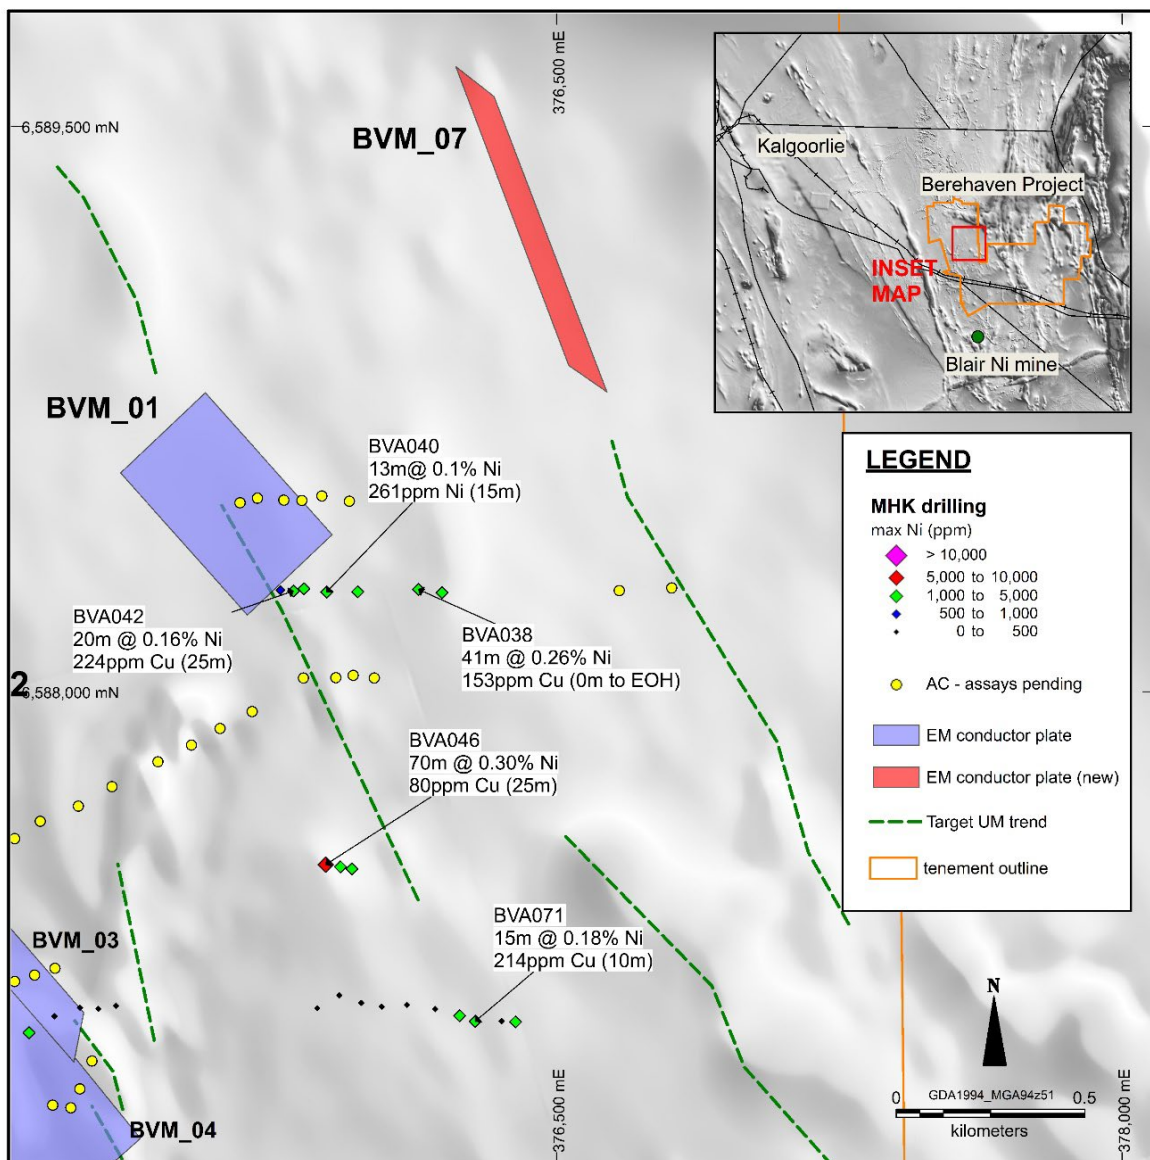 376,500 mE
6,589,500 mN
BVM_07
Kalgoorlie
Berehaven Project
INSET
MAP
Blair Ni mine
BVM_01
BVA040
13m@ 0.1% Ni
261ppm Ni (15m)
LEGEND
MHK drilling
max Ni (ppm)
> 10,000
5,000 to 10,000
1,000 to 5,000
500 to 1,000
0 to 500
AC - assays pending
EM conductor plate
EM conductor plate (new)
Target UM trend
tenement outline
BVA042
20m @ 0.16% Ni
224ppm Cu (25m)
BVA038
41m @ 0.26% Ni
153ppm Cu (0m to EOH)
2
6,588,000 mN
BVA046
70m @ 0.30% Ni
80ppm Cu (25m)
BVA071
15m @ 0.18% Ni
214ppm Cu (10m)
BVM_03
BVM_04
N
GDA1994_MGA94z51
0 0.5
kilometers
376,500 mE
378,000 mE